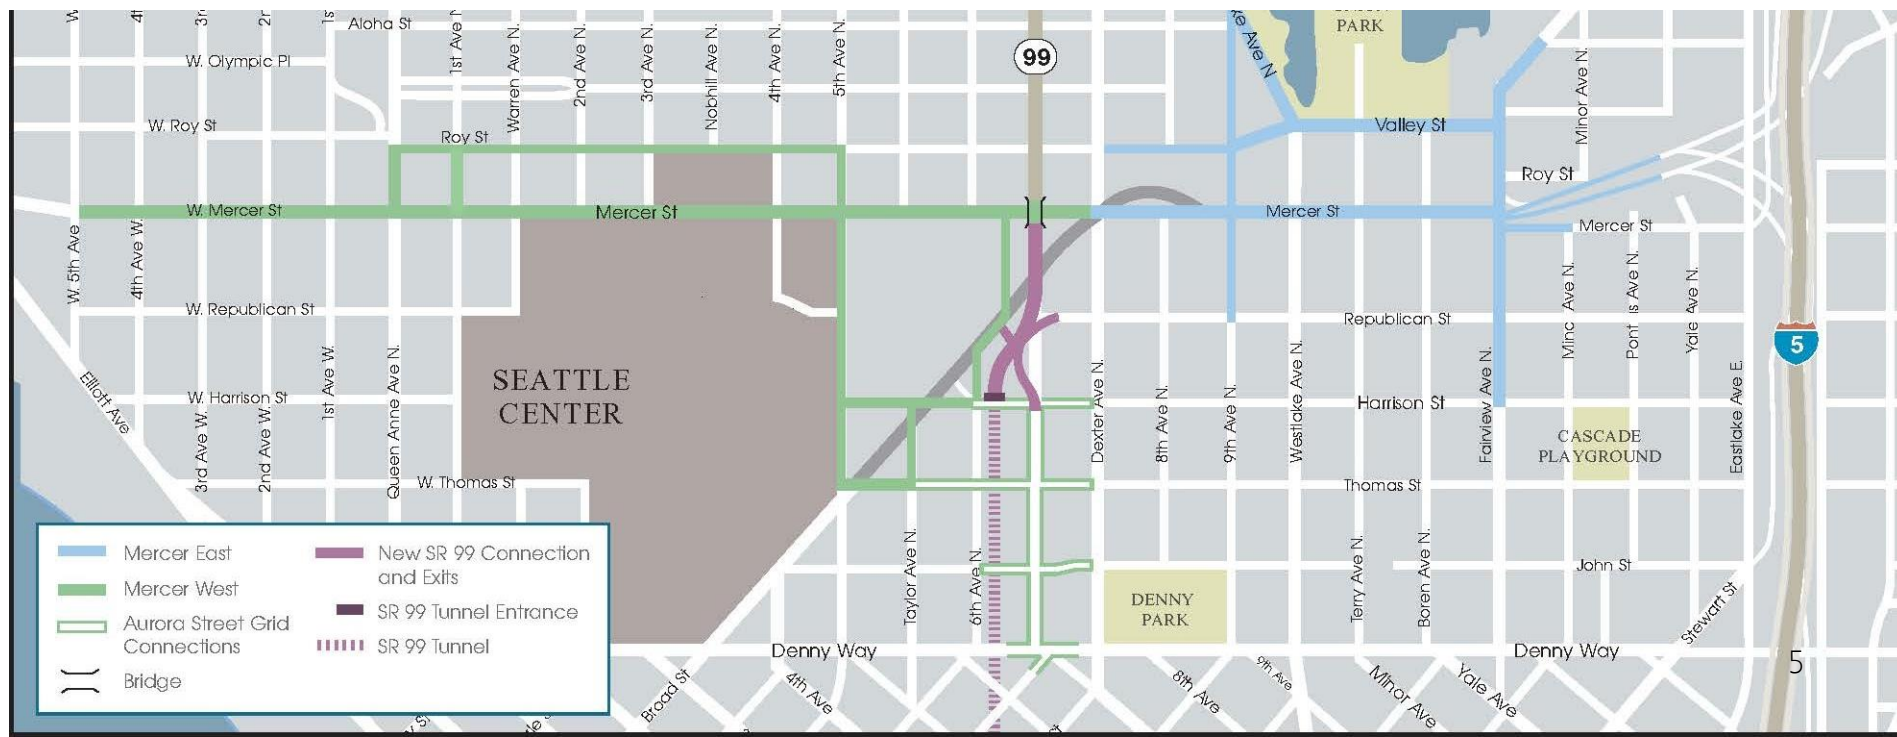 Aloha St
W. Olympic Pl
W. Roy St
Roy St
1st Ave N
Warren Ave N.
2nd Ave N.
3rd Ave N.
Nobhill Ave N.
4th Ave N.
5th Ave N.
99
ke Ave N
PARK
Valley St
Minor Ave N.
Roy St
W. Mercer St
Mercer St
Mercer St
Mercer St
W. 5th Ave
4th Ave W.
W. Republican St
Republican St
Minc Ave N.
Pont is Ave N.
Yale Ave N.
5
Elliott Ave
W. Harrison St
1st Ave W.
Queen Anne Ave N.
SEATTLE
CENTER
Dexter Ave N.
8th Ave N.
9th Ave N.
Westlake Ave N.
Harrison St
Fairview Ave N.
CASCADE
PLAYGROUND
Eastlake Ave E.
3rd Ave W.
2nd Ave W.
W. Thomas St
Thomas St
Taylor Ave N.
6th Ave N.
Terry Ave N.
Boren Ave N.
John St
DENNY
PARK
Stewart St
Denny Way
Denny Way
5
Broad St
4th Ave
8th Ave
9th Ave
Minor Ave
Yale Ave
Mercer East
Mercer West
Aurora Street Grid
Connections
Bridge
New SR 99 Connection
and Exits
SR 99 Tunnel Entrance
SR 99 Tunnel